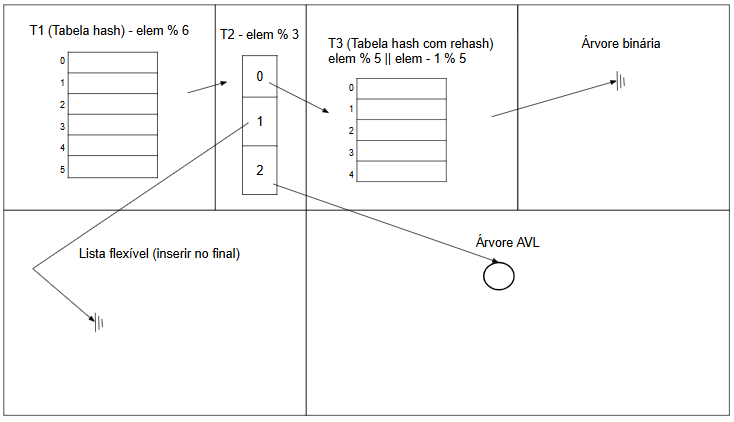 T1 (Tabela hash) - elem % 6
0
1
2
3
4
5
T2 - elem % 3
0
1
2
T3 (Tabela hash com rehash)
elem % 5 || elem - 1 % 5
0
1
2
3
4
Árvore binária
Lista flexível (inserir no final)
Árvore AVL